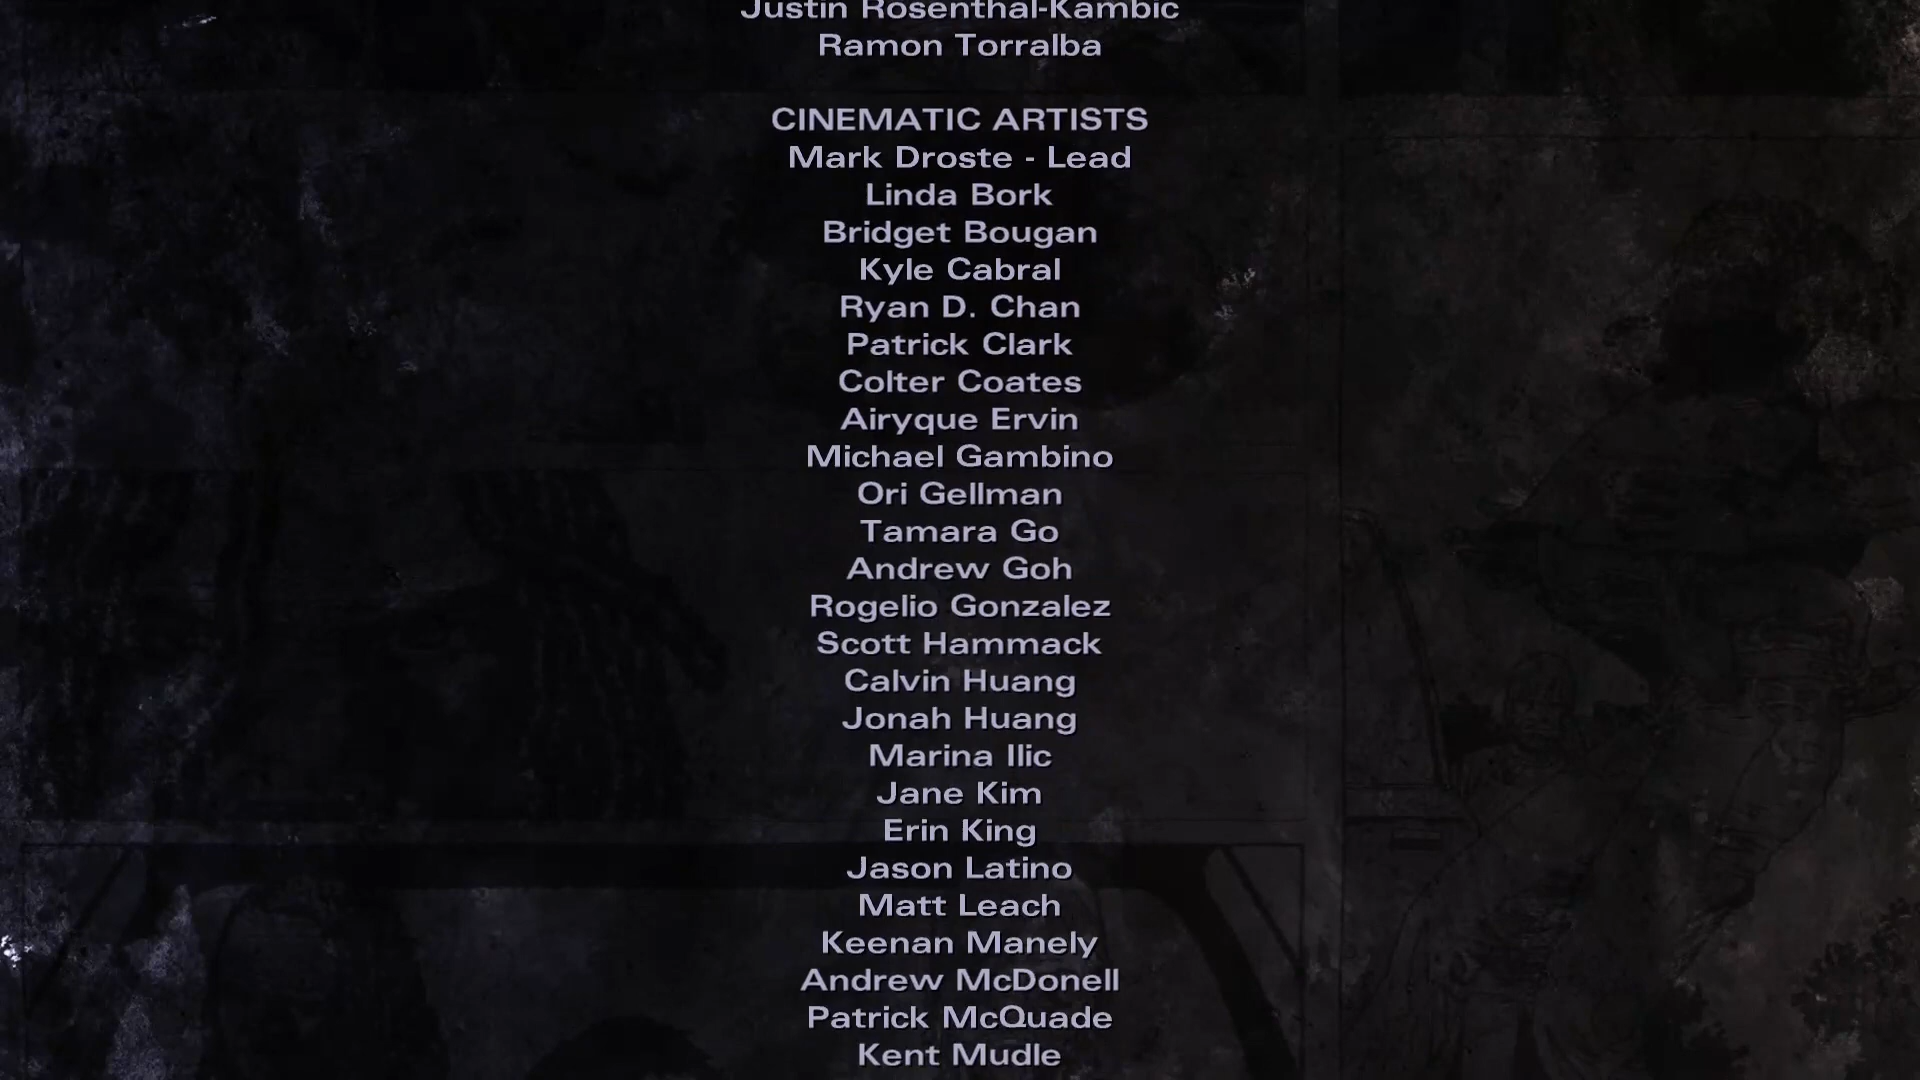 Justin Rosenthal-Kambic
Ramon Torralba
CINEMATIC ARTISTS
Mark Droste - Lead
Linda Bork
Bridget Bougan
Kyle Cabral
Ryan D. Chan
Patrick Clark
Colter Coates
Airyque Ervin
Michael Gambino
Ori Gellman
Tamara Go
Andrew Goh
Rogelio Gonzalez
Scott Hammack
Calvin Huang
Jonah Huang
Marina Ilic
Jane Kim
Erin King
Jason Latino
Matt Leach
Keenan Manely
Andrew McDonell
Patrick McQuade
Kent Mudle